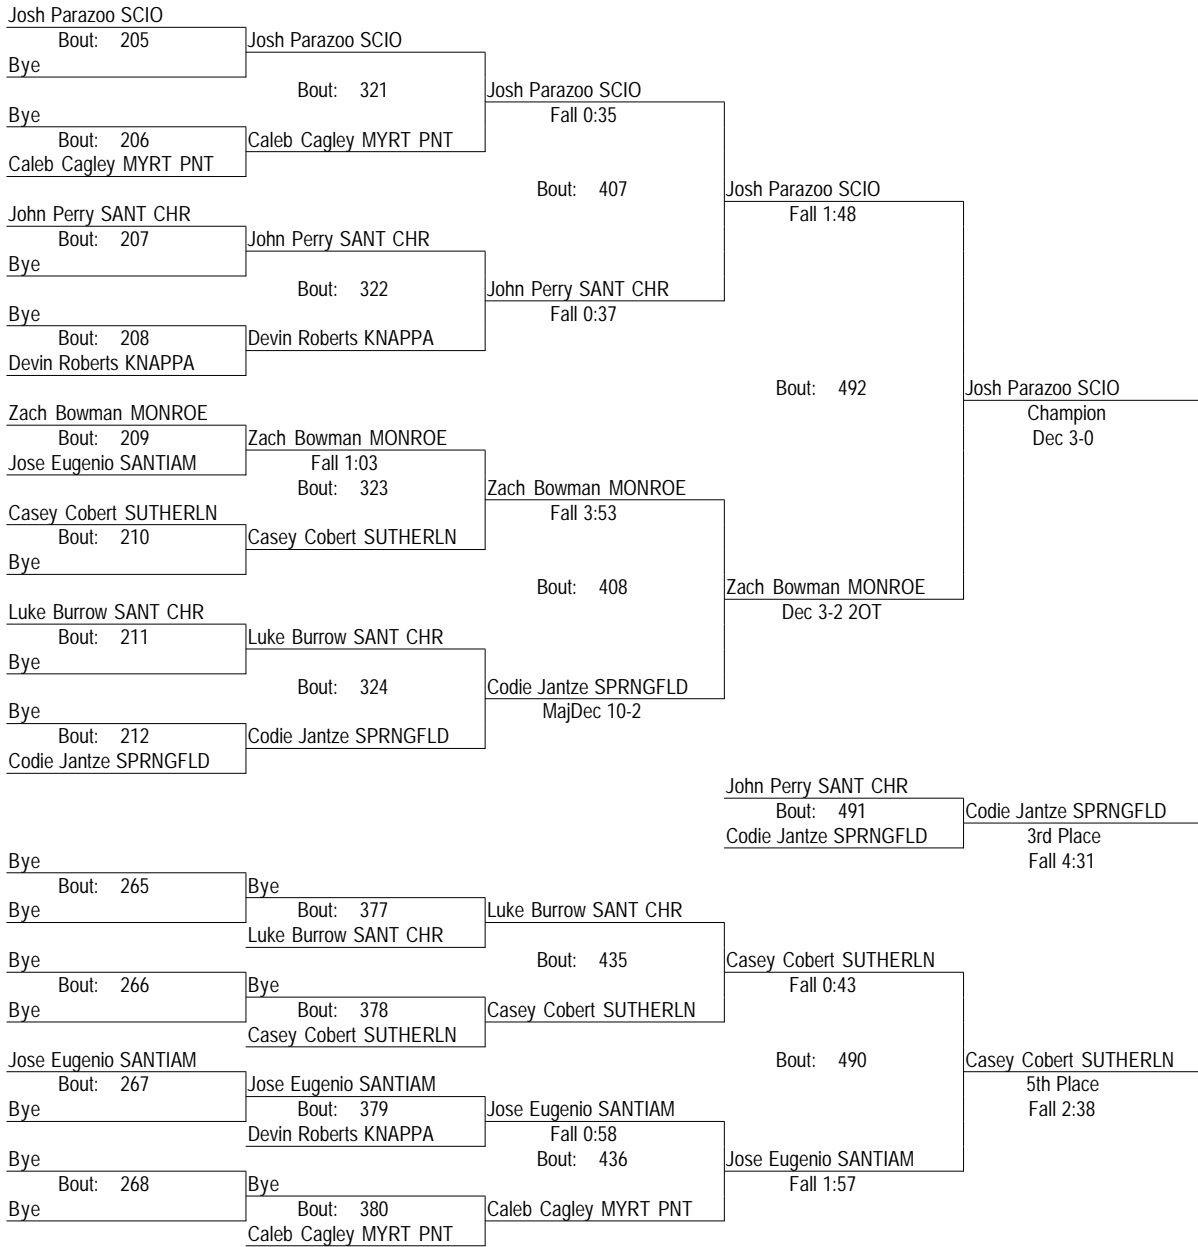 Josh Parazoo SCIO
Bout: 205
Josh Parazoo SCIO
Bye
Bout: 321
Josh Parazoo SCIO
Bye
Fall 0:35
Bout: 206
Caleb Cagley MYRT PNT
Caleb Cagley MYRT PNT
Bout: 407
Josh Parazoo SCIO
John Perry SANT CHR
Fall 1:48
Bout: 207
John Perry SANT CHR
Bye
Bout: 322
John Perry SANT CHR
Bye
Fall 0:37
Bout: 208
Devin Roberts KNAPPA
Devin Roberts KNAPPA
Bout: 492
Josh Parazoo SCIO
Zach Bowman MONROE
Champion
Bout: 209
Zach Bowman MONROE
Dec 3-0
Jose Eugenio SANTIAM
Fall 1:03
Bout: 323
Zach Bowman MONROE
Casey Cobert SUTHERLN
Fall 3:53
Bout: 210
Casey Cobert SUTHERLN
Bye
Bout: 408
Zach Bowman MONROE
Luke Burrow SANT CHR
Dec 3-2 2OT
Bout: 211
Luke Burrow SANT CHR
Bye
Bout: 324
Codie Jantze SPRNGFLD
Bye
MajDec 10-2
Bout: 212
Codie Jantze SPRNGFLD
Codie Jantze SPRNGFLD
John Perry SANT CHR
Bout: 491
Codie Jantze SPRNGFLD
Codie Jantze SPRNGFLD
3rd Place
Fall 4:31
Bye
Bout: 265
Bye
Bye
Bout: 377
Luke Burrow SANT CHR
Luke Burrow SANT CHR
Bye
Bout: 435
Casey Cobert SUTHERLN
Bout: 266
Bye
Fall 0:43
Bye
Bout: 378
Casey Cobert SUTHERLN
Casey Cobert SUTHERLN
Jose Eugenio SANTIAM
Bout: 490
Casey Cobert SUTHERLN
Bout: 267
Jose Eugenio SANTIAM
5th Place
Bye
Bout: 379
Jose Eugenio SANTIAM
Fall 2:38
Devin Roberts KNAPPA
Fall 0:58
Bye
Bout: 436
Jose Eugenio SANTIAM
Bout: 268
Bye
Fall 1:57
Bye
Bout: 380
Caleb Cagley MYRT PNT
Caleb Cagley MYRT PNT